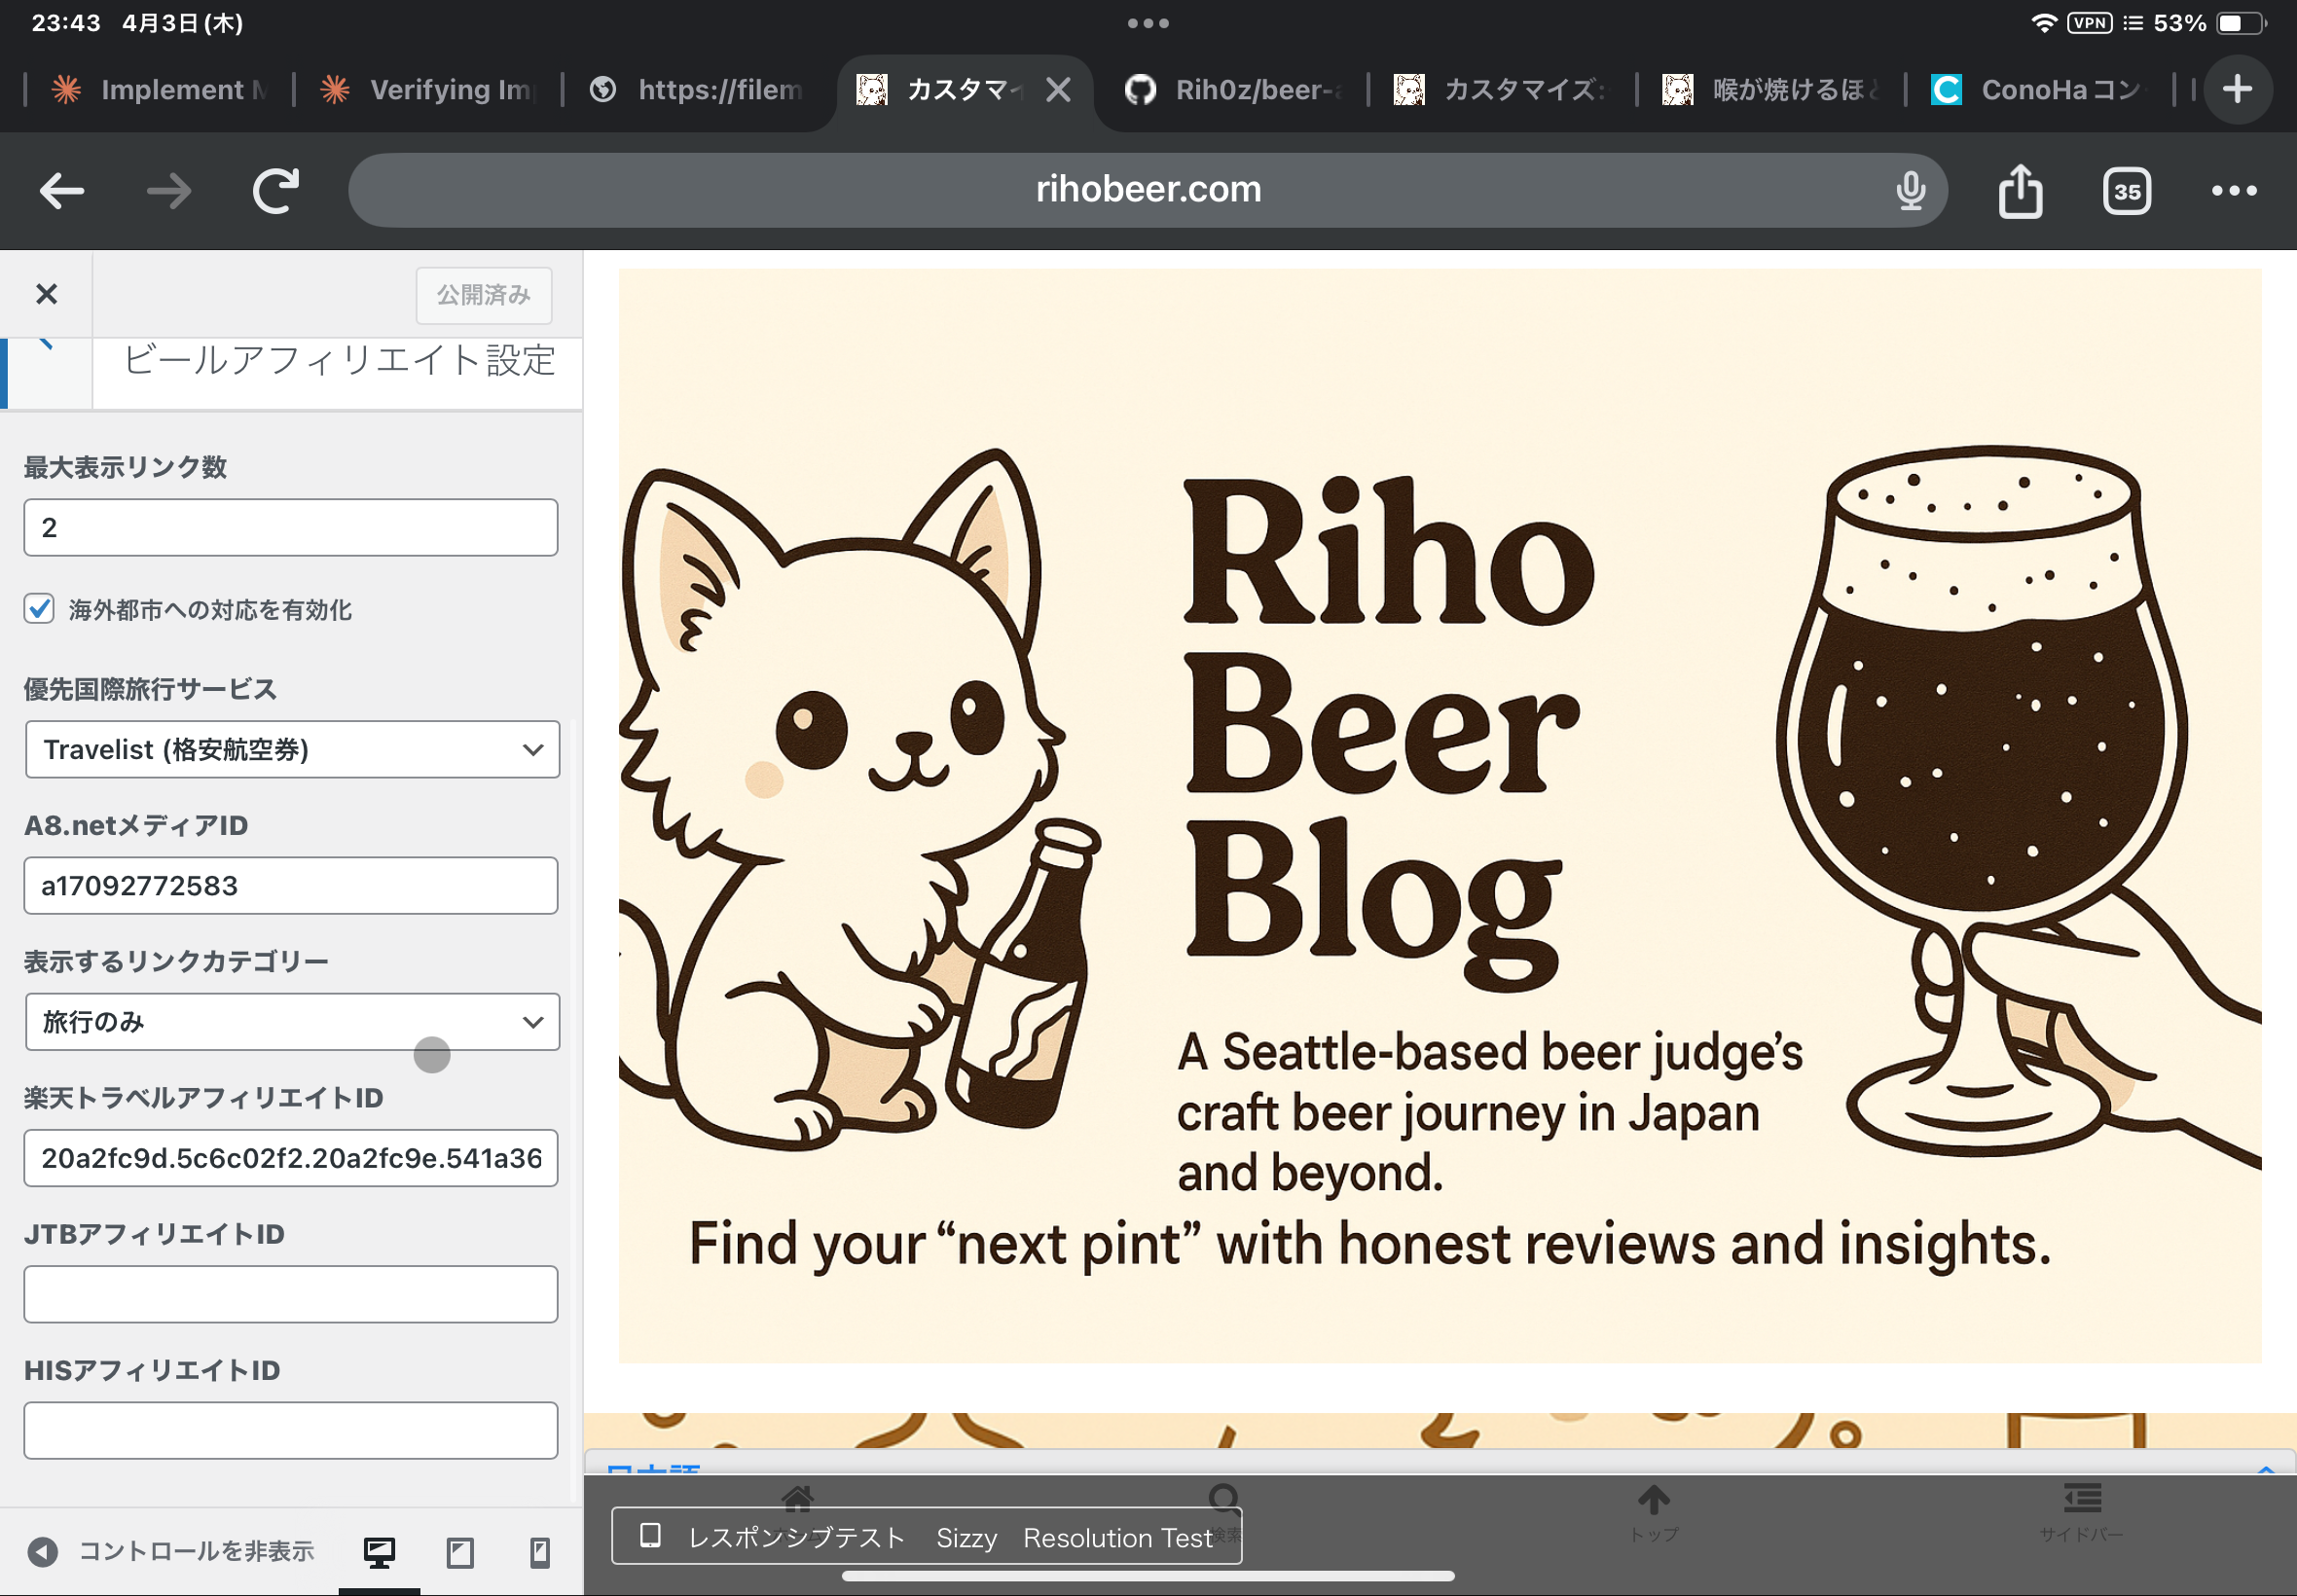 23:43 4月3日(木)
VPN 53%
Implement
Verifying Im
https://filem
カスタマイ
Rih0z/beer-a
カスタマイズ:
喉が焼けるほど
ConoHa コン
rihobeer.com
35
公開済み
ビールアフィリエイト設定
最大表示リンク数
2
海外都市への対応を有効化
優先国際旅行サービス
Travelist (格安航空券)
A8.netメディアID
a17092772583
表示するリンクカテゴリー
旅行のみ
楽天トラベルアフィリエイトID
20a2fc9d.5c6c02f2.20a2fc9e.541a36
JTBアフィリエイトID
HISアフィリエイトID
コントロールを非表示
Riho
Beer
Blog
A Seattle-based beer judge’s
craft beer journey in Japan
and beyond.
Find your “next pint” with honest reviews and insights.
日本語
検索
トップ
サイドバー
レスポンシブテスト Sizzy Resolution Test